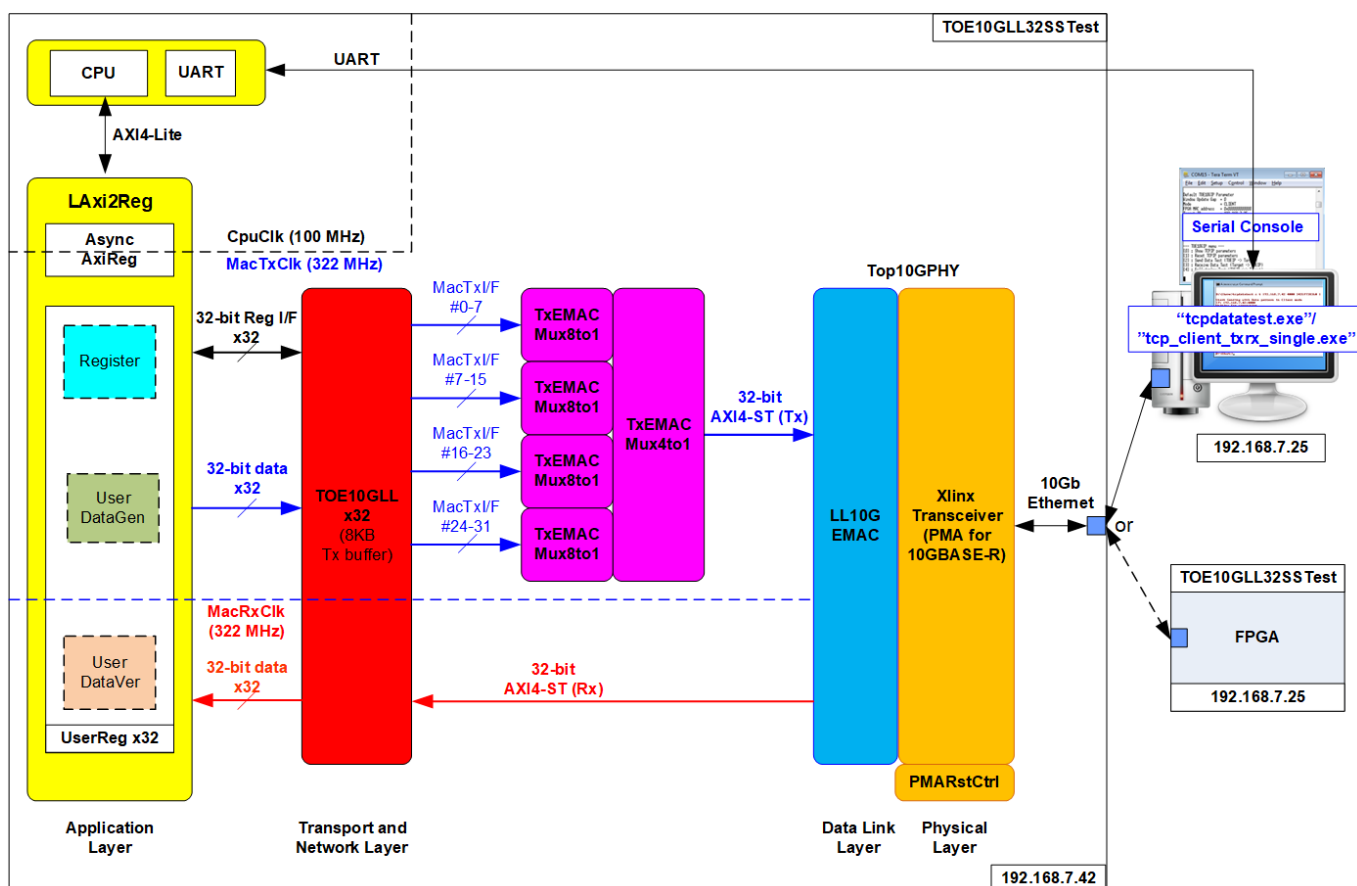 TOE10GLL32SSTest
CPU
UART
UART
AXI4-Lite
LAxi2Reg
Async
AxiReg
CpuClk (100 MHz)
MacTxClk (322 MHz)
Serial Console
Top10GPHY
MacTxI/F
#0-7
TxEMAC
Mux8to1
32-bit Reg I/F
x32
"tcpdatatest.exe"/
"tcp_client_txrx_single.exe"
Register
MacTxI/F
#7-15
TxEMAC
Mux8to1
32-bit
AXI4-ST (Tx)
TxEMAC
Mux4to1
192.168.7.25
MacTxI/F
#16-23
TxEMAC
Mux8to1
32-bit data
x32
User
DataGen
TOE10GLL
x32
(8KB
Tx buffer)
MacTxI/F
#24-31
TxEMAC
Mux8to1
LL10G
EMAC
Xlinx
Transceiver
(PMA for
10GBASE-R)
10Gb
Ethernet
or
TOE10GLL32SSTest
FPGA
192.168.7.25
MacRxClk
(322 MHz)
User
DataVer
32-bit data
x32
32-bit
AXI4-ST (Rx)
UserReg x32
PMARstCtrl
Application
Layer
Transport and
Network Layer
Data Link
Layer
Physical
Layer
192.168.7.42